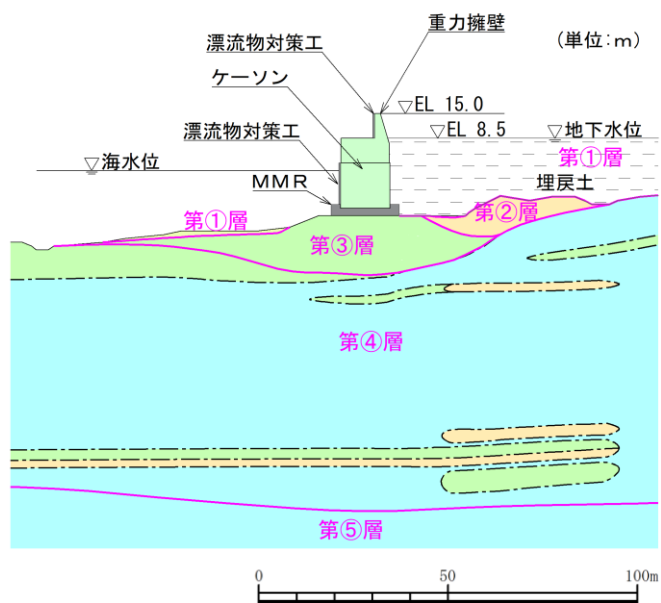 重力擁壁
漂流物対策工
(単位:m)
ケーソン
▽EL 15.0
漂流物対策工
▽EL 8.5
▽地下水位
▽海水位
第①層
MMR
埋戻土
第①層
第②層
第③層
第④層
第⑤層
0 50 100m